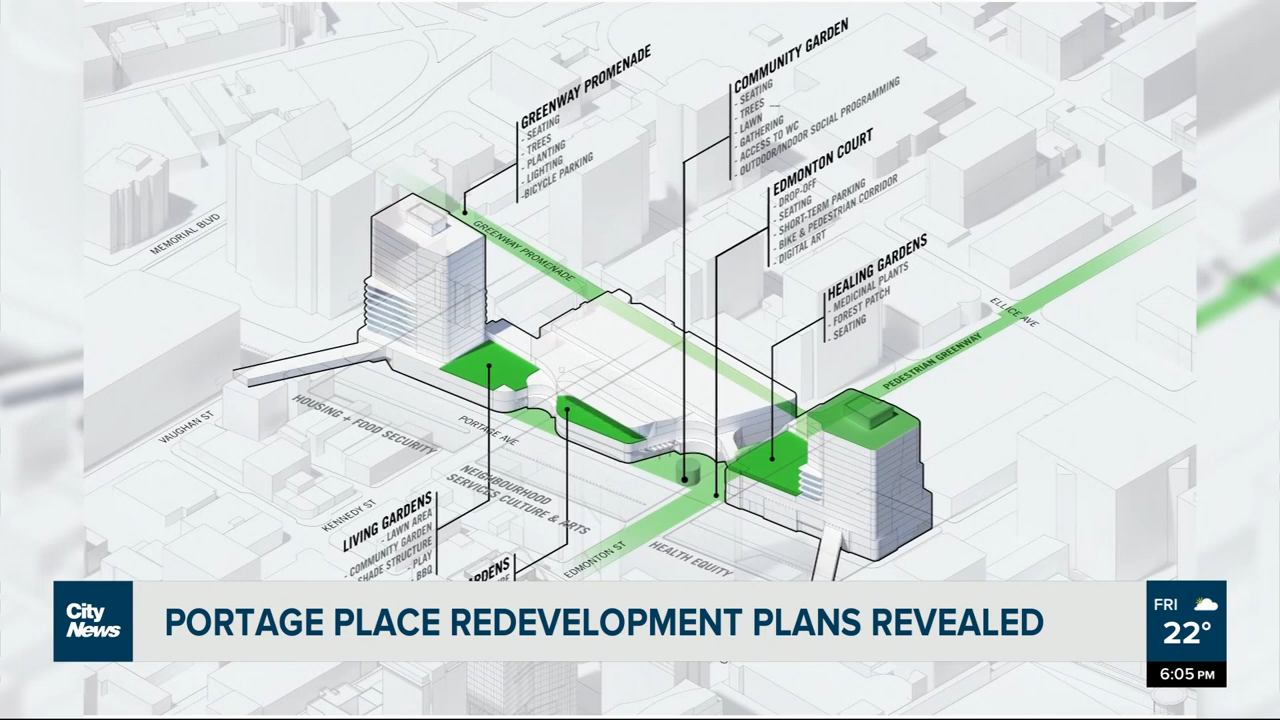 GREENWAY PROMENADE
- SEATING
- TREES
- PLANTING
- LIGHTING
-BICYCLE PARKING
COMMUNITY GARDEN
- SEATING
- TREES
- LAWN
- GATHERING
- ACCESS TO WC
- OUTDOOR/INDOOR SOCIAL PROGRAMMING
EDMONTON COURT
- DROP-OFF
- SEATING
- SHORT-TERM PARKING
- BIKE & PEDESTRIAN CORRIDOR
- DIGITAL ART
HEALING GARDENS
- MEDICINAL PLANTS
- FOREST PATCH
- SEATING
MEMORIAL BLVD
GREENWAY PROMENADE
ELLICE AVE
PEDESTRIAN GREENWAY
VAUGHAN ST
HOUSING + FOOD SECURITY
PORTAGE AVE
KENNEDY ST
NEIGHBOURHOOD
SERVICES CULTURE & ARTS
EDMONTON ST
HEALTH EQUITY
LIVING GARDENS
- LAWN AREA
- COMMUNITY GARDEN
SHADE STRUCTURE
- PLAY
- BBQ
City
News
PORTAGE PLACE REDEVELOPMENT PLANS REVEALED
FRI
22°
6:05 PM